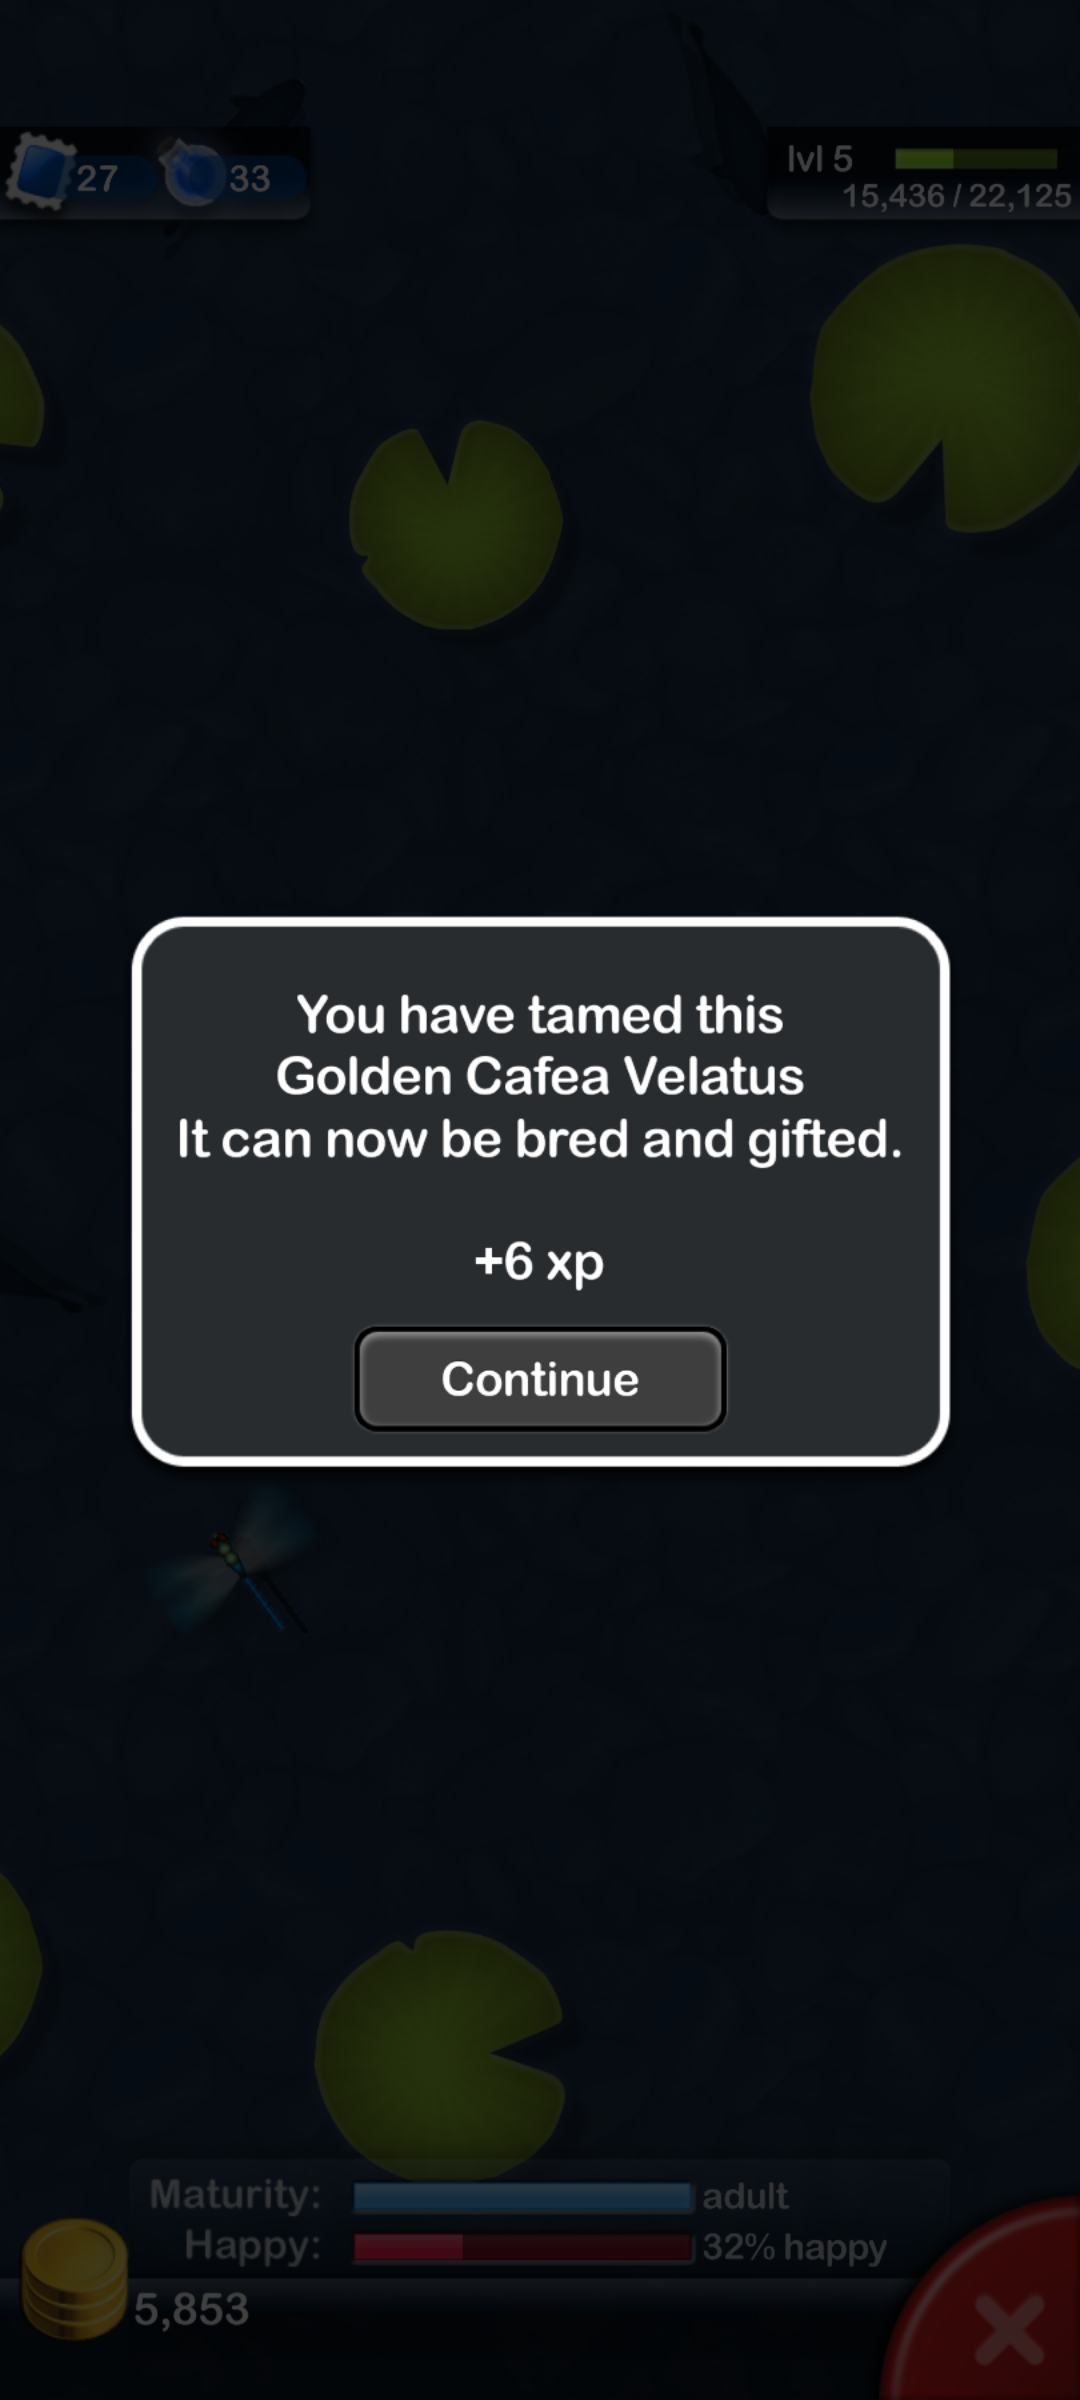 27
33
lvl 5
15,436 / 22,125
You have tamed this
Golden Cafea Velatus
It can now be bred and gifted.
+6 xp
Continue
Maturity: adult
Happy: 32% happy
5,853